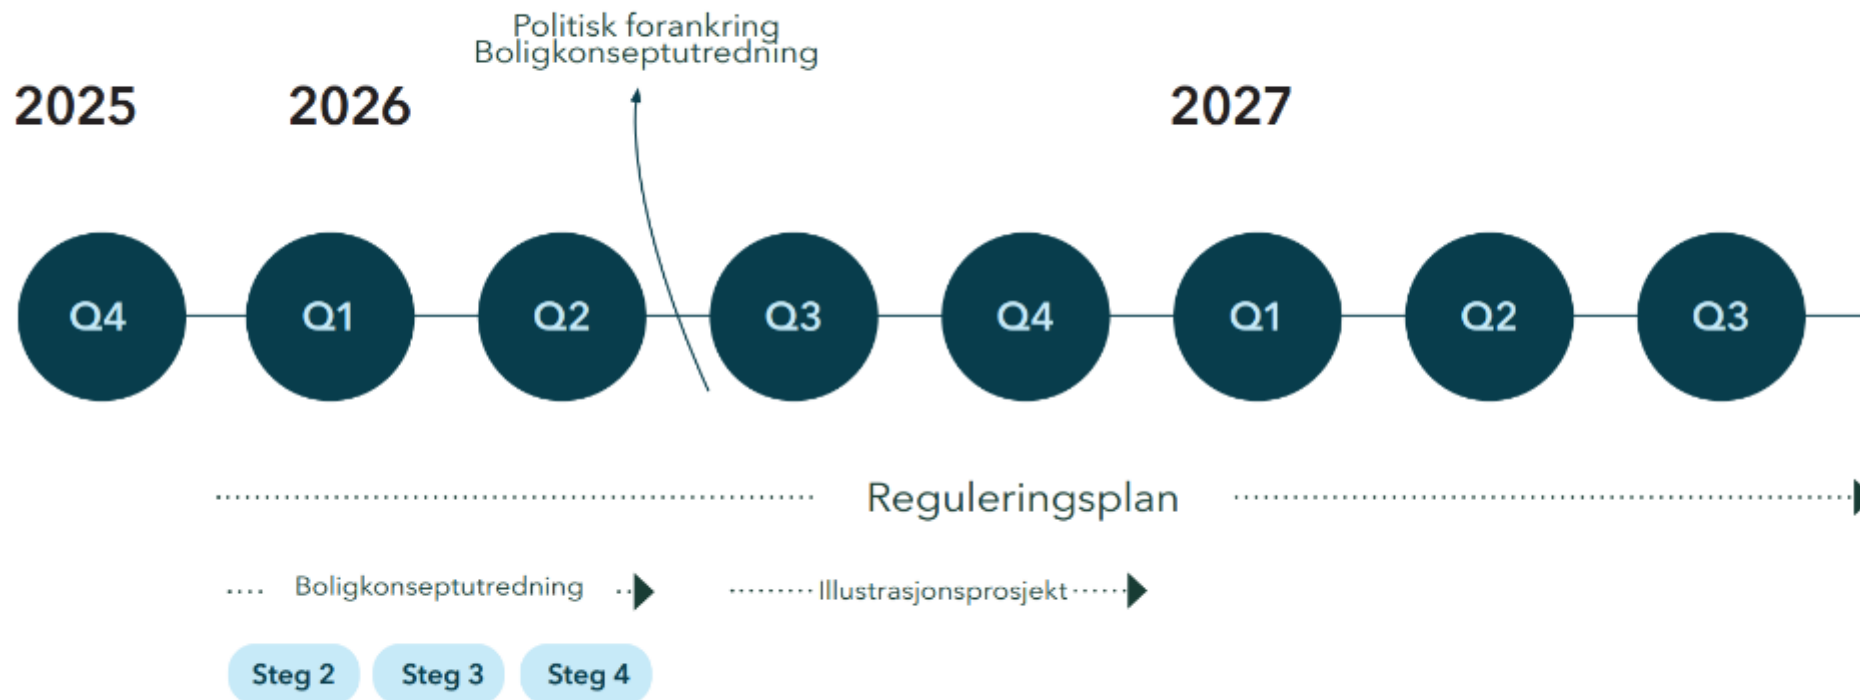 Politisk forankring
Boligkonseptutredning
2025 2026 2027
Q4 Q1 Q2 Q3 Q4 Q1 Q2 Q3
Reguleringsplan
Boligkonseptutredning Illustrasjonsprosjekt
Steg 2 Steg 3 Steg 4